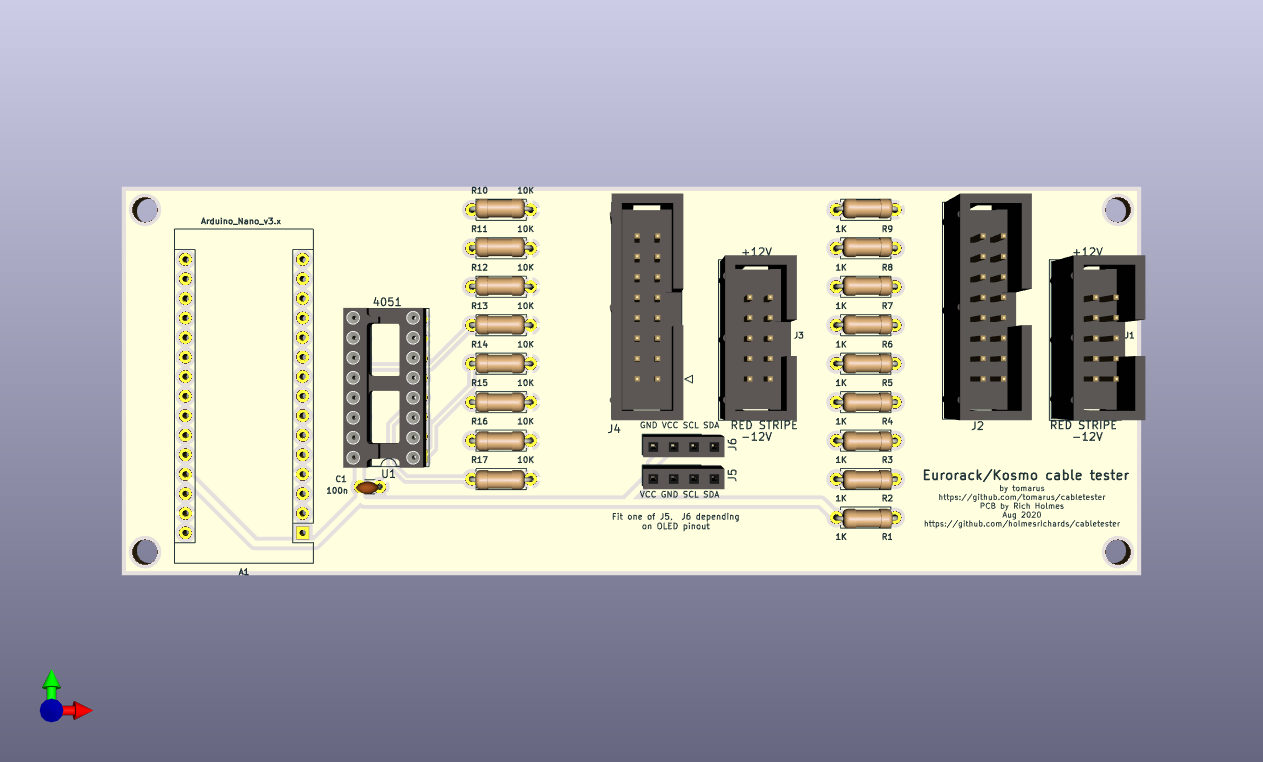 Arduino_Nano_v3.x
A1
4051
U1
C1
100n
R10 10K
R11 10K
R12 10K
R13 10K
R14 10K
R15 10K
R16 10K
R17 10K
J4
+12V
J3
RED STRIPE
-12V
GND VCC SCL SDA
J6
J5
VCC GND SCL SDA
Fit one of J5, J6 depending
on OLED pinout
1K R9
1K R8
1K R7
1K R6
1K R5
1K R4
1K R3
1K R2
1K R1
J2
+12V
J1
RED STRIPE
-12V
Eurorack/Kosmo cable tester
by tomarus
https://github.com/tomarus/cabletester
PCB by Rich Holmes
Aug 2020
https://github.com/holmesrichards/cabletester